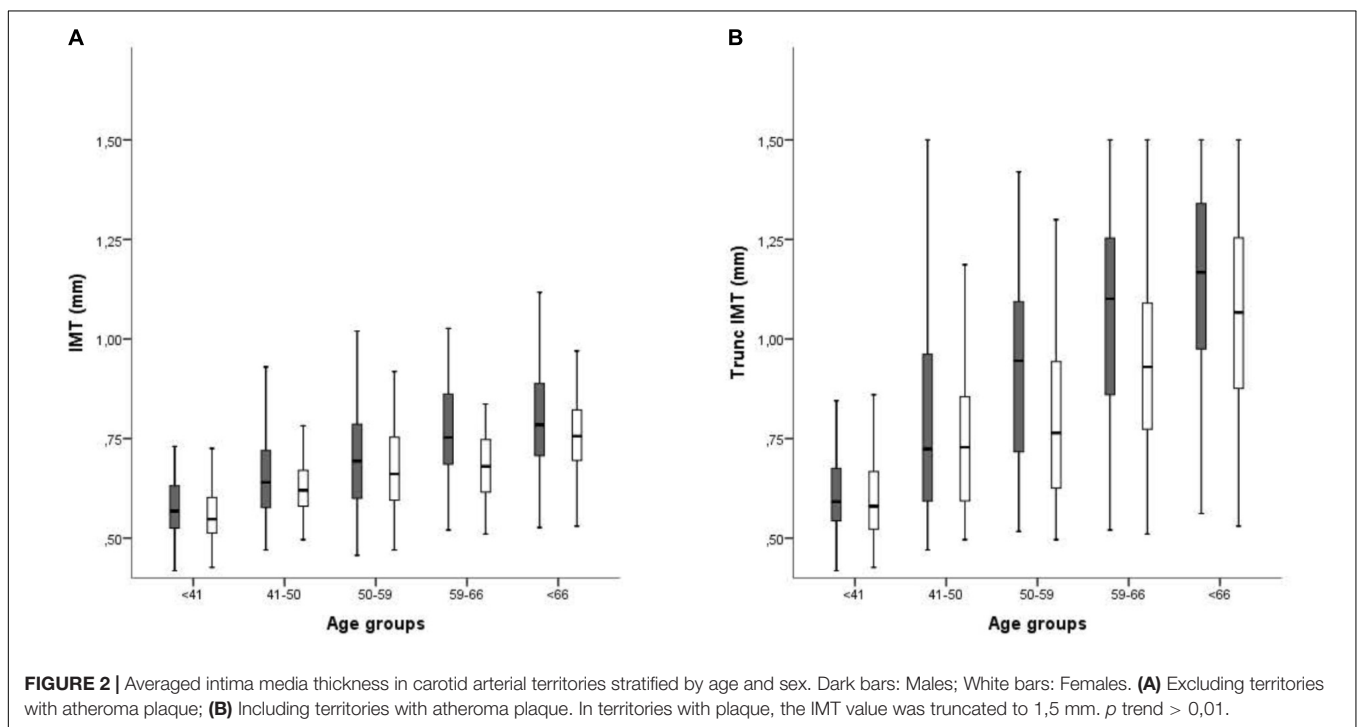 A
IMT (mm)
1,50
1,25
1,00
,75
,50
<41 41-50 50-59 59-66 <66
Age groups
B
Trunc IMT (mm)
1,50
1,25
1,00
,75
,50
<41 41-50 50-59 59-66 <66
Age groups
FIGURE 2 | Averaged intima media thickness in carotid arterial territories stratified by age and sex. Dark bars: Males; White bars: Females. (A) Excluding territories
with atheroma plaque; (B) Including territories with atheroma plaque. In territories with plaque, the IMT value was truncated to 1,5 mm. p trend > 0,01.